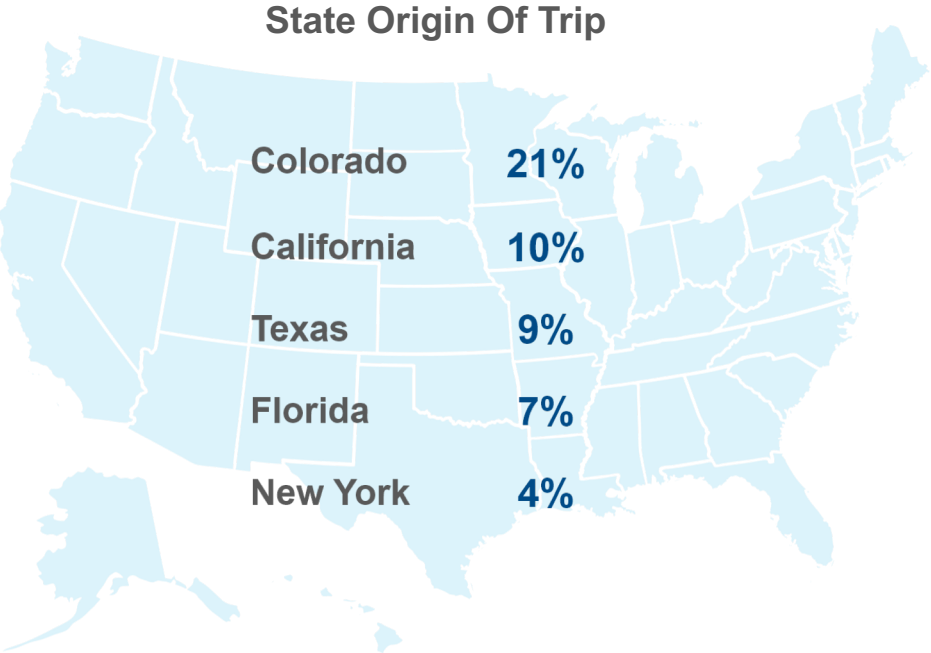 State Origin Of Trip
Colorado 21%
California 10%
Texas 9%
Florida 7%
New York 4%